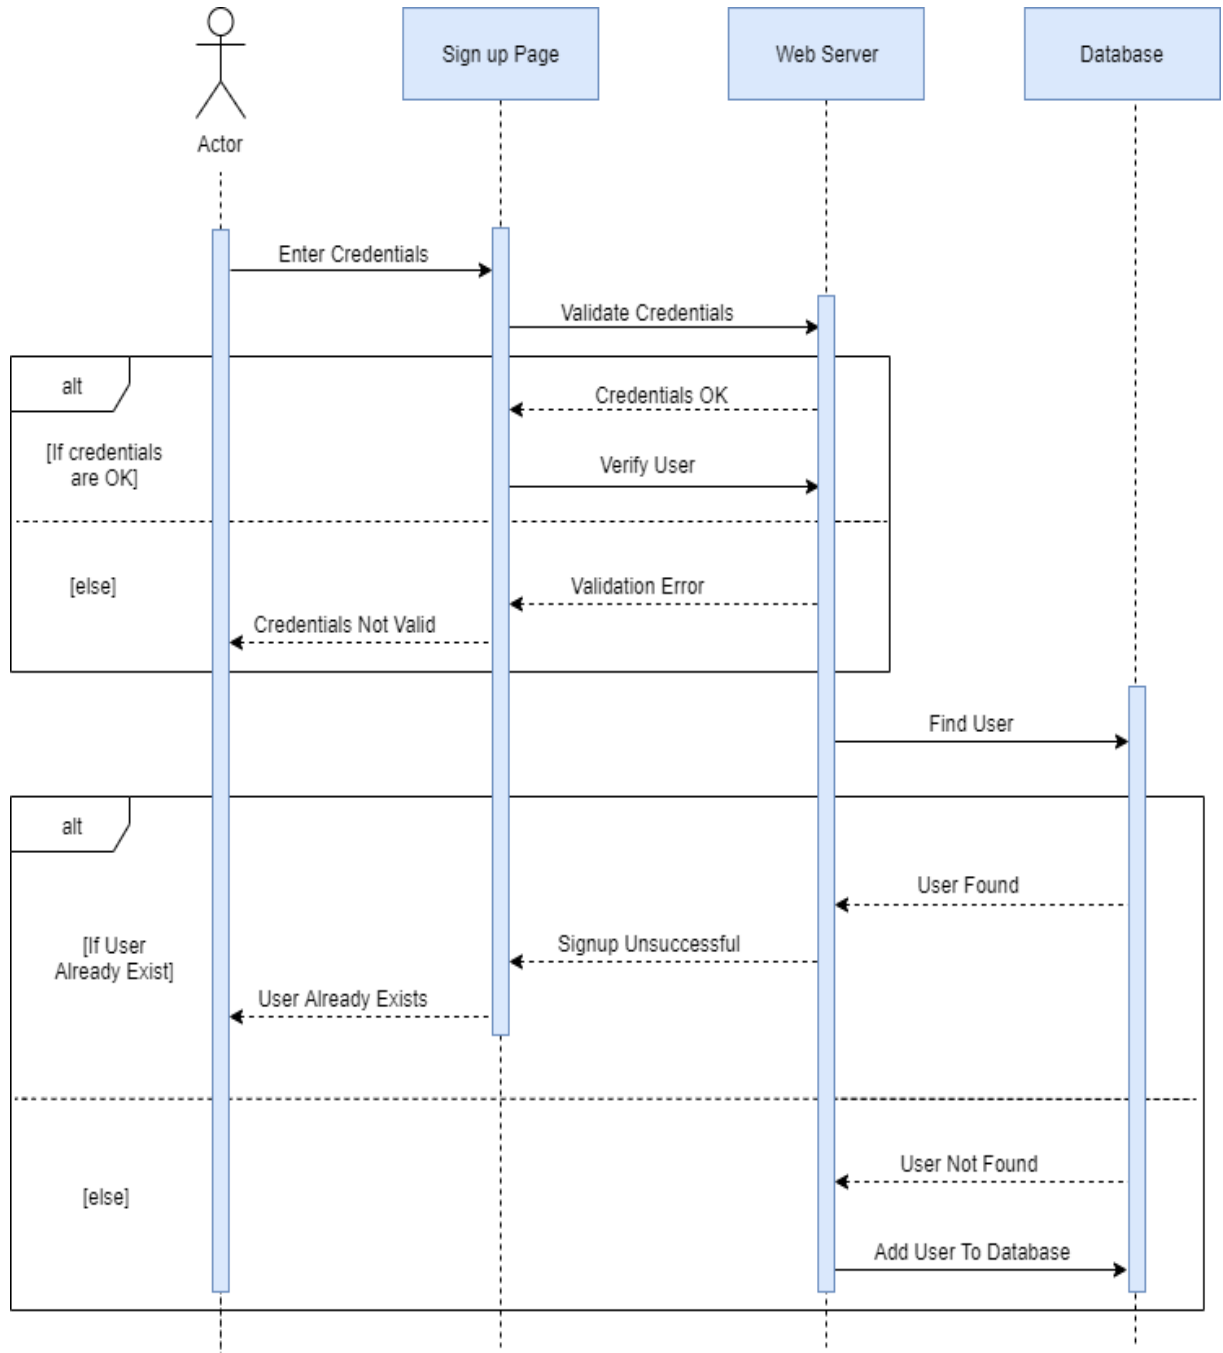 Sign up Page
Web Server
Database
Actor
Enter Credentials
Validate Credentials
alt
Credentials OK
[If credentials
are OK]
Verify User
[else]
Validation Error
Credentials Not Valid
Find User
alt
User Found
[If User
Already Exist]
Signup Unsuccessful
User Already Exists
User Not Found
[else]
Add User To Database